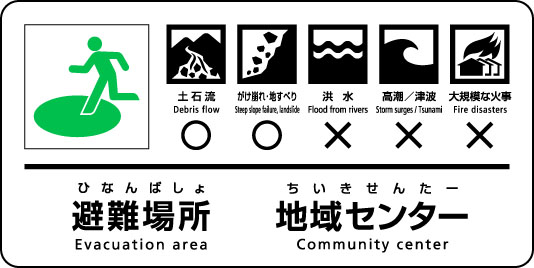 土石流 がけ崩れ・地すべり 洪水 高潮／津波 大規模な火事
Debris flow Steep slope failure, landslide Flood from rivers Storm surges / Tsunami Fire disasters
○ ○ × × ×
ひなんばしょ ちいきせんたー
避難場所 地域センター
Evacuation area Community center